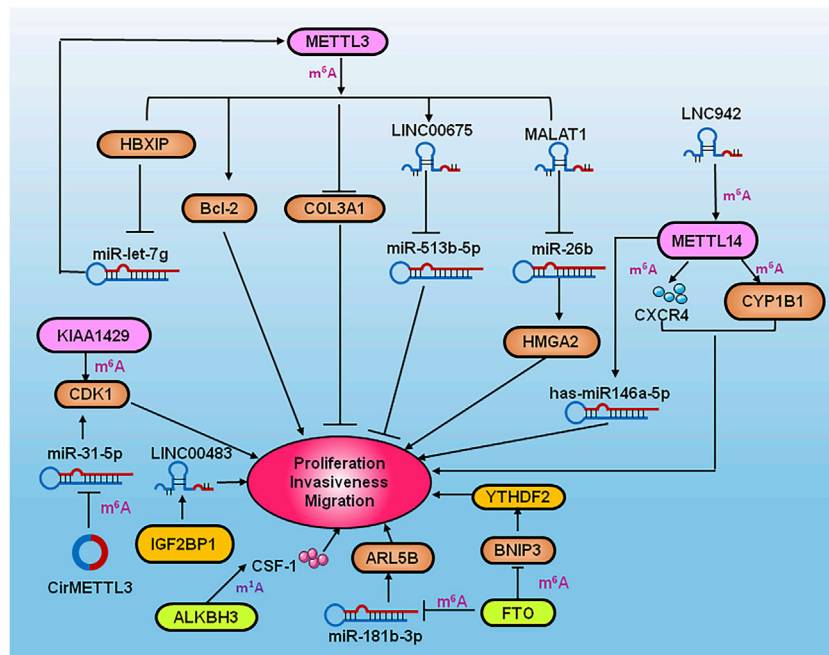 METTL3
m⁶A
LINC00675
MALAT1
LNC942
HBXIP
m⁶A
Bcl-2
COL3A1
METTL14
miR-let-7g
miR-513b-5p
miR-26b
m⁶A
m⁶A
CYP1B1
CXCR4
KIAA1429
HMGA2
m⁶A
CDK1
has-miR146a-5p
miR-31-5p
LINC00483
Proliferation
Invasiveness
Migration
YTHDF2
m⁶A
IGF2BP1
BNIP3
CSF-1
ARL5B
CirMETTL3
m¹A
m⁶A
m⁶A
ALKBH3
FTO
miR-181b-3p